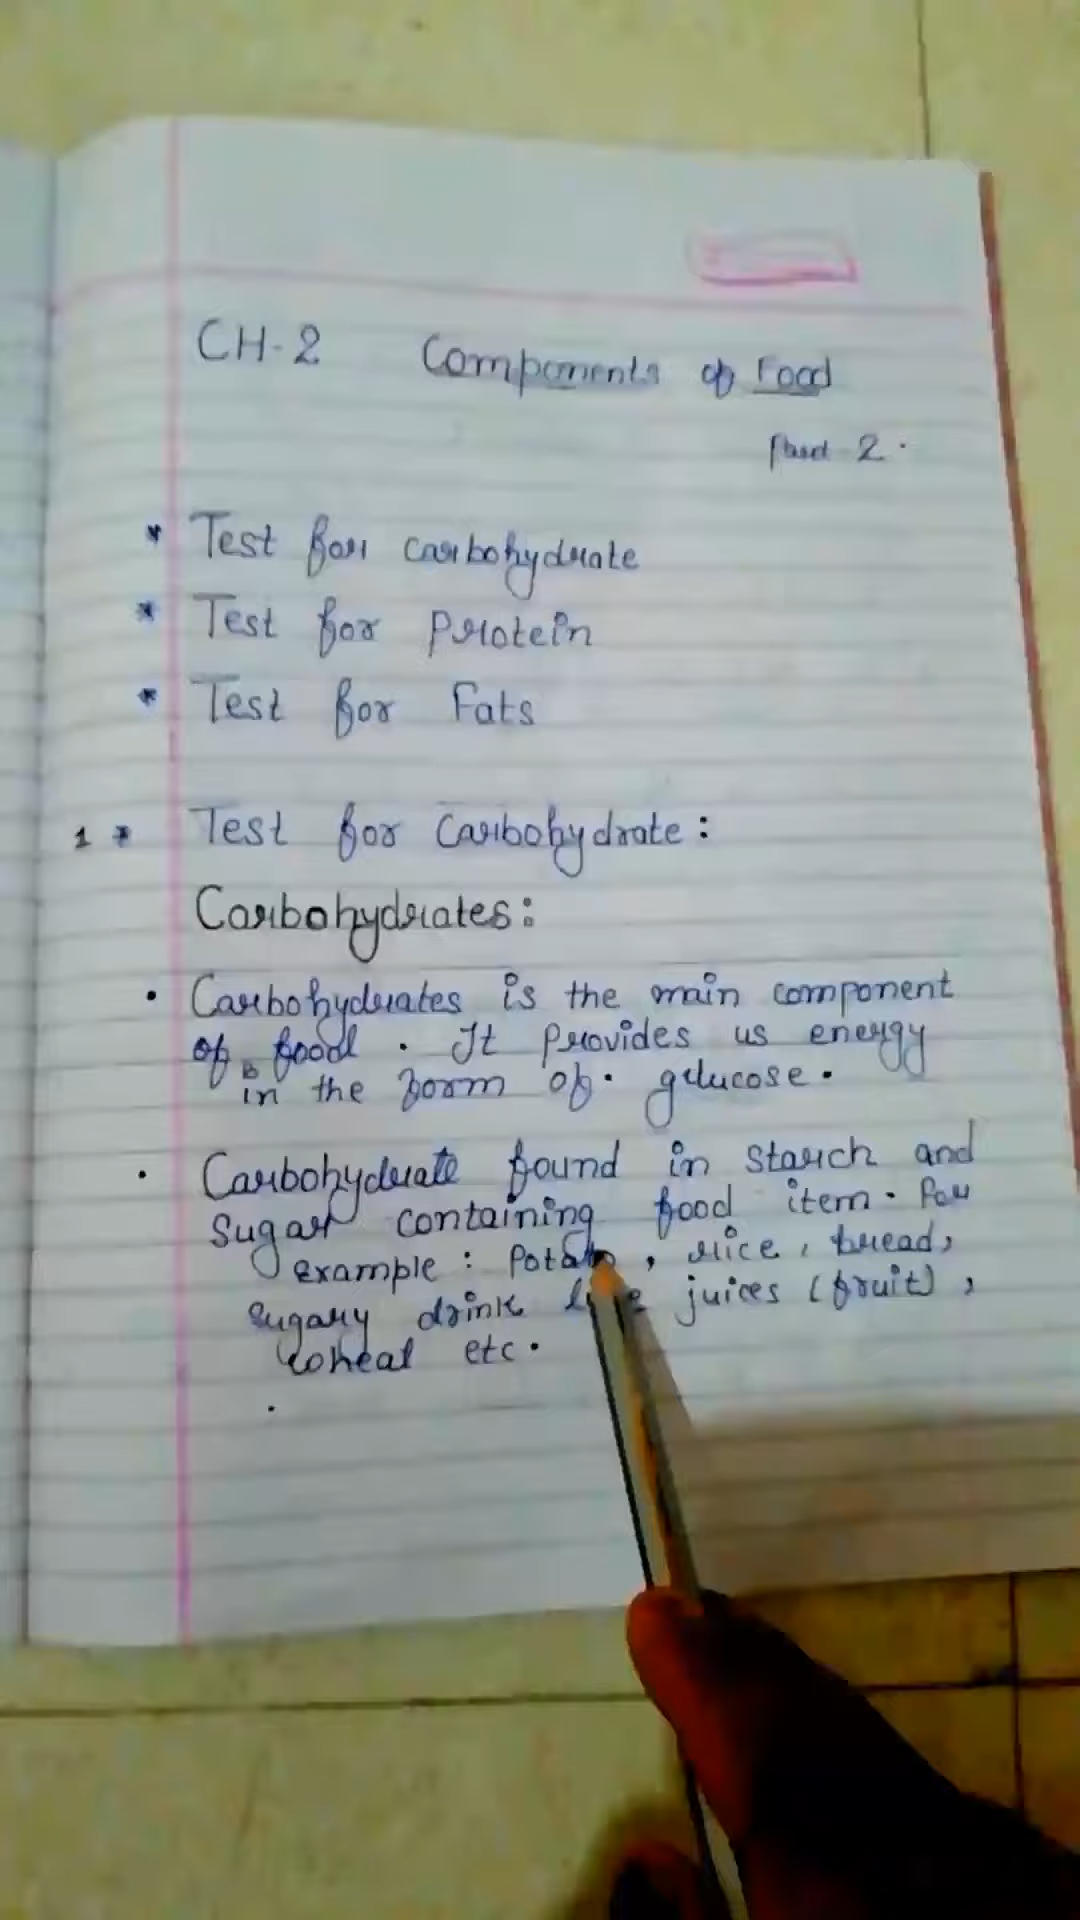 CH-2 Components of Food
Part 2.
* Test for carbohydrate
* Test for Protein
* Test for Fats
1 * Test for Carbohydrate:
Carbohydrates:
• Carbohydrates is the main component
of food. It provides us energy
in the form of. glucose.
• Carbohydrate found in starch and
Sugar containing food item. For
example: Potato, rice, bread,
Sugary drink like juices (fruit),
wheat etc.
.